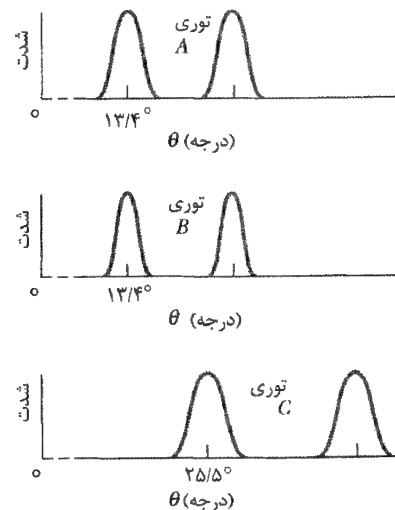 توری
A
شدت
۰
۱۳/۴°
θ (درجه)
توری
B
شدت
۰
۱۳/۴°
θ (درجه)
توری
C
شدت
۰
۲۵/۵°
θ (درجه)